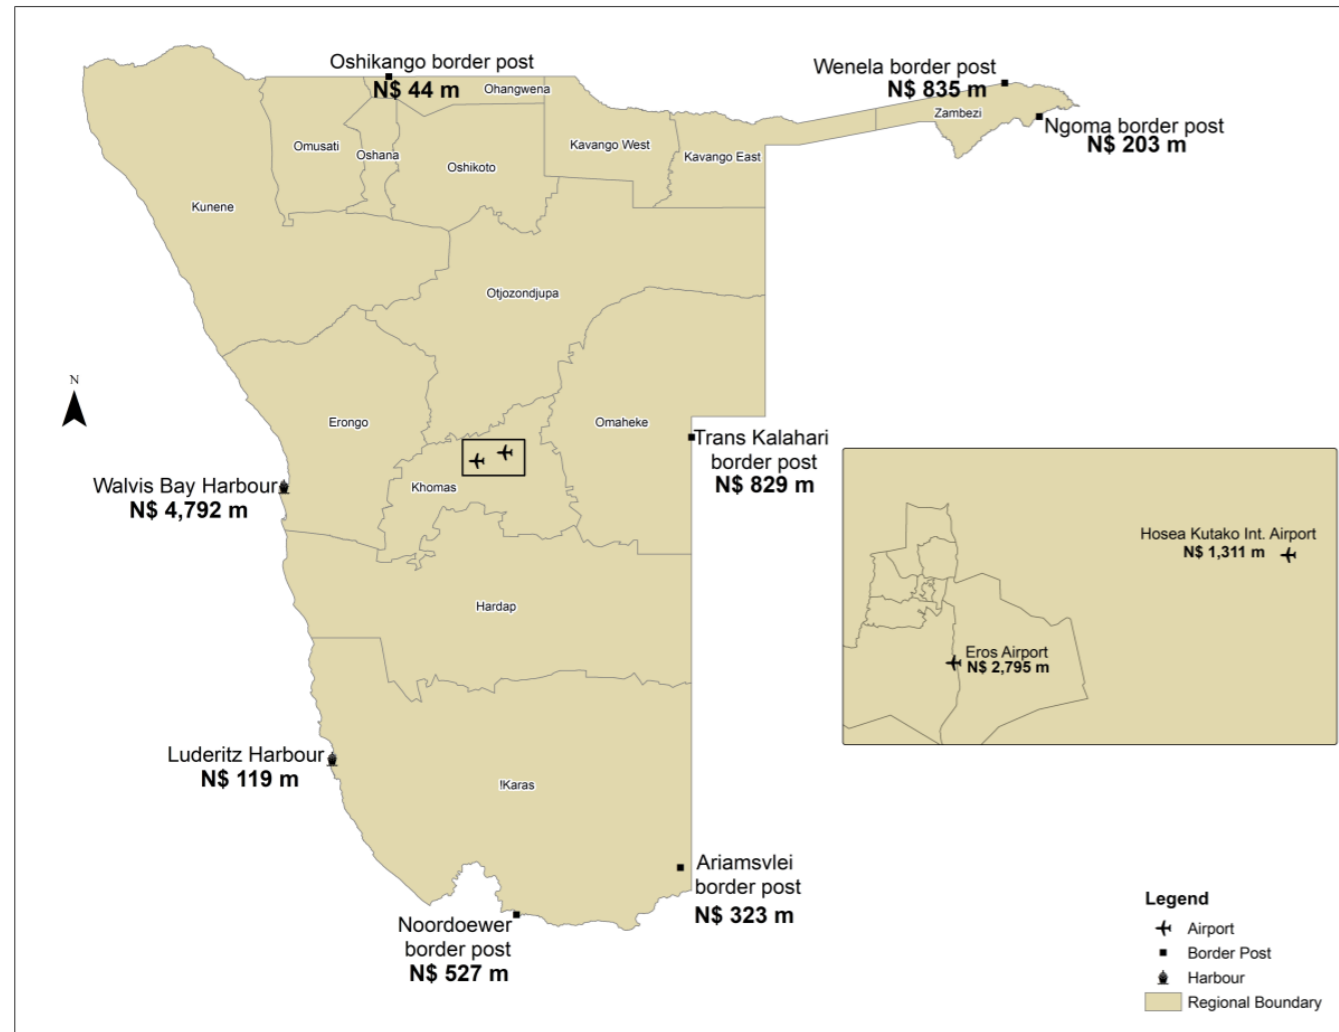 Oshikango border post
N$ 44 m
Wenela border post
N$ 835 m
Ngoma border post
N$ 203 m
Ohangwena
Zambezi
Omusati
Oshana
Oshikoto
Kavango West
Kavango East
Kunene
Otjozondjupa
N
Erongo
Omaheke
Trans Kalahari
border post
N$ 829 m
Khomas
Walvis Bay Harbour
N$ 4,792 m
Hosea Kutako Int. Airport
N$ 1,311 m
Eros Airport
N$ 2,795 m
Hardap
Luderitz Harbour
N$ 119 m
!Karas
Ariamsvlei
border post
N$ 323 m
Noordoewer
border post
N$ 527 m
Legend
Airport
Border Post
Harbour
Regional Boundary